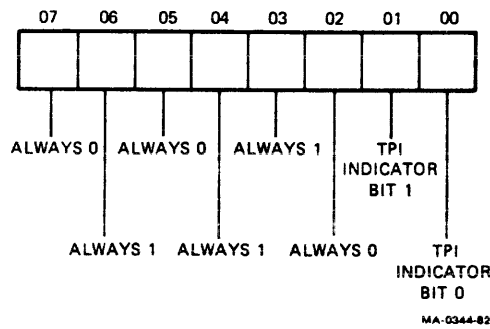 07 06 05 04 03 02 01 00
ALWAYS 0 ALWAYS 0 ALWAYS 1 TPI
INDICATOR
BIT 1
ALWAYS 1 ALWAYS 1 ALWAYS 0 TPI
INDICATOR
BIT 0
MA-0344-82